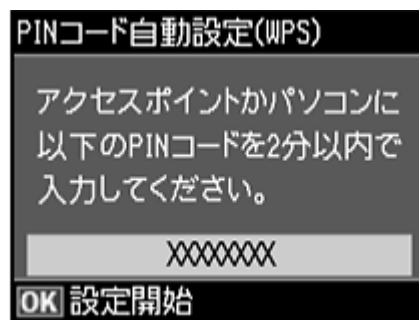 PINコード自動設定(WPS)
アクセスポイントかパソコンに
以下のPINコードを2分以内で
入力してください。
XXXXXXXX
OK 設定開始